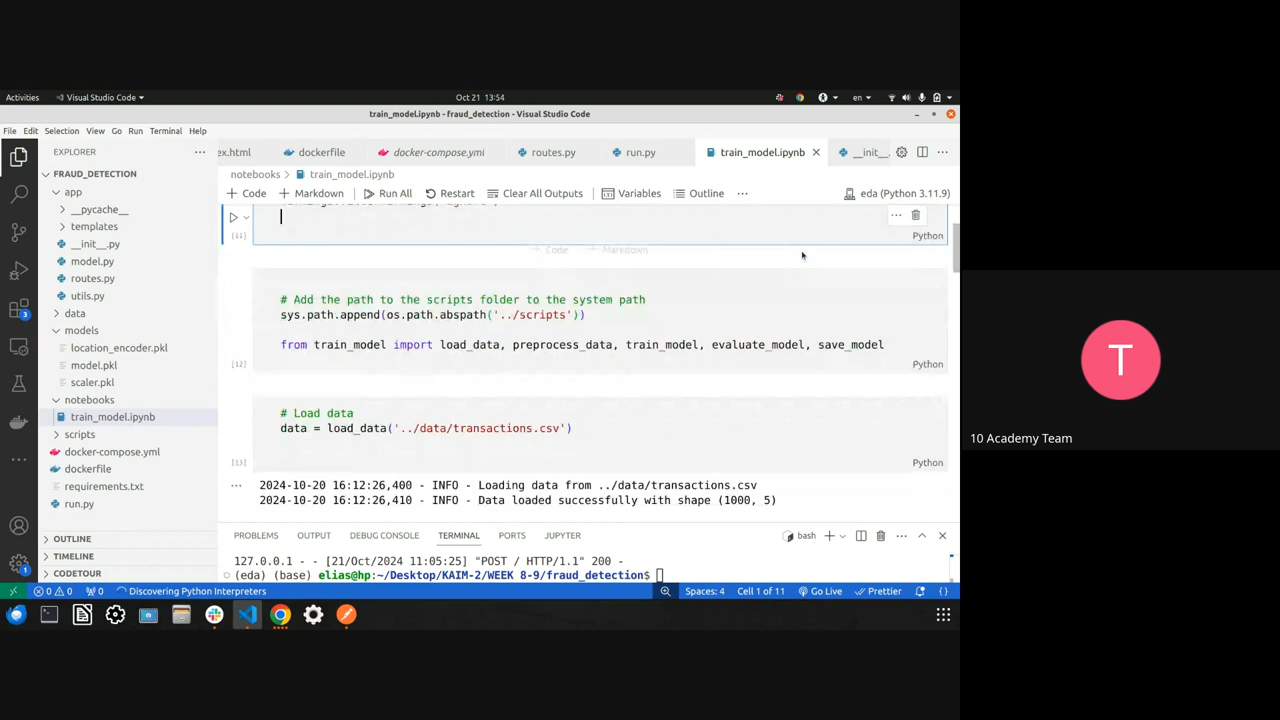 Activities
Visual Studio Code
Oct 21 13:54
en
train_model.ipynb - fraud_detection - Visual Studio Code
File Edit Selection View Go Run Terminal Help
EXPLORER
ex.html
dockerfile
docker-compose.yml
routes.py
run.py
train_model.ipynb
__init__.
notebooks > train_model.ipynb
+ Code + Markdown Run All Restart Clear All Outputs Variables Outline eda (Python 3.11.9)
FRAUD_DETECTION
app
__pycache__
templates
__init__.py
model.py
routes.py
utils.py
data
models
location_encoder.pkl
model.pkl
scaler.pkl
notebooks
train_model.ipynb
scripts
docker-compose.yml
dockerfile
requirements.txt
run.py
OUTLINE
TIMELINE
CODETOUR
3
1
[11]
Python
+ Code + Markdown
# Add the path to the scripts folder to the system path
sys.path.append(os.path.abspath('../scripts'))
from train_model import load_data, preprocess_data, train_model, evaluate_model, save_model
[12]
Python
# Load data
data = load_data('../data/transactions.csv')
[13]
Python
2024-10-20 16:12:26,400 - INFO - Loading data from ../data/transactions.csv
2024-10-20 16:12:26,410 - INFO - Data loaded successfully with shape (1000, 5)
PROBLEMS OUTPUT DEBUG CONSOLE TERMINAL PORTS JUPYTER
bash
127.0.0.1 - - [21/Oct/2024 11:05:25] "POST / HTTP/1.1" 200 -
(eda) (base) elias@hp:~/Desktop/KAIM-2/WEEK 8-9/fraud_detection$
0 0 0 Discovering Python Interpreters
Spaces: 4 Cell 1 of 11 Go Live Prettier
T
10 Academy Team